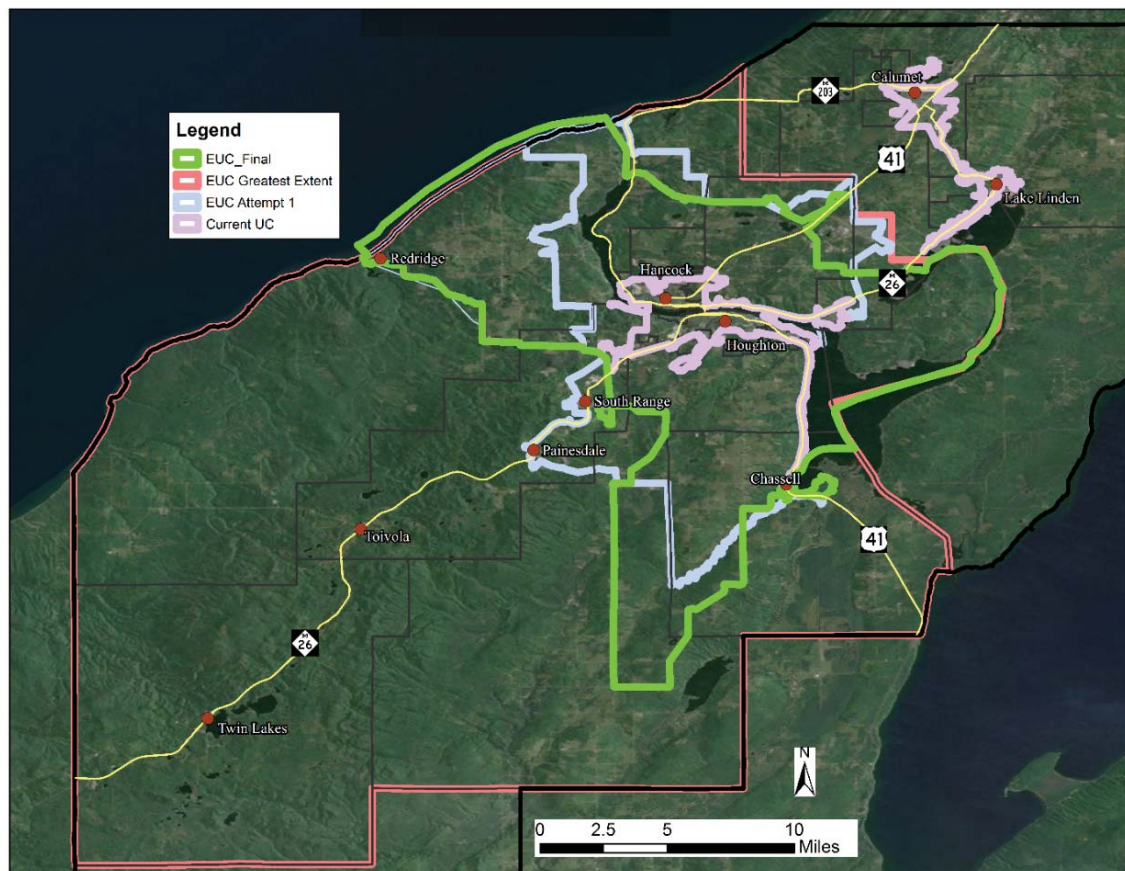 Calumet
M
203
Legend
EUC_Final
EUC Greatest Extent
EUC Attempt 1
Current UC
41
Lake Linden
Redridge
Hancock
M
26
Houghton
South Range
Painesdale
Chassell
Toivola
41
M
26
Twin Lakes
N
0 2.5 5 10
Miles